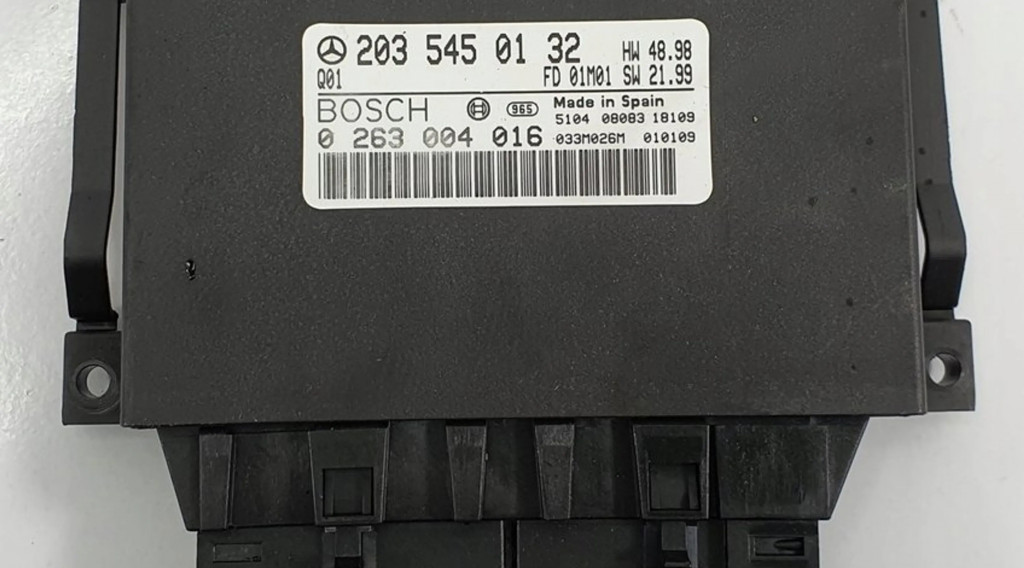 203 545 01 32 HW 48.98
Q01 FD 01M01 SW 21.99
BOSCH 965 Made in Spain
5104 08083 18109
0 263 004 016 033M026M 010109